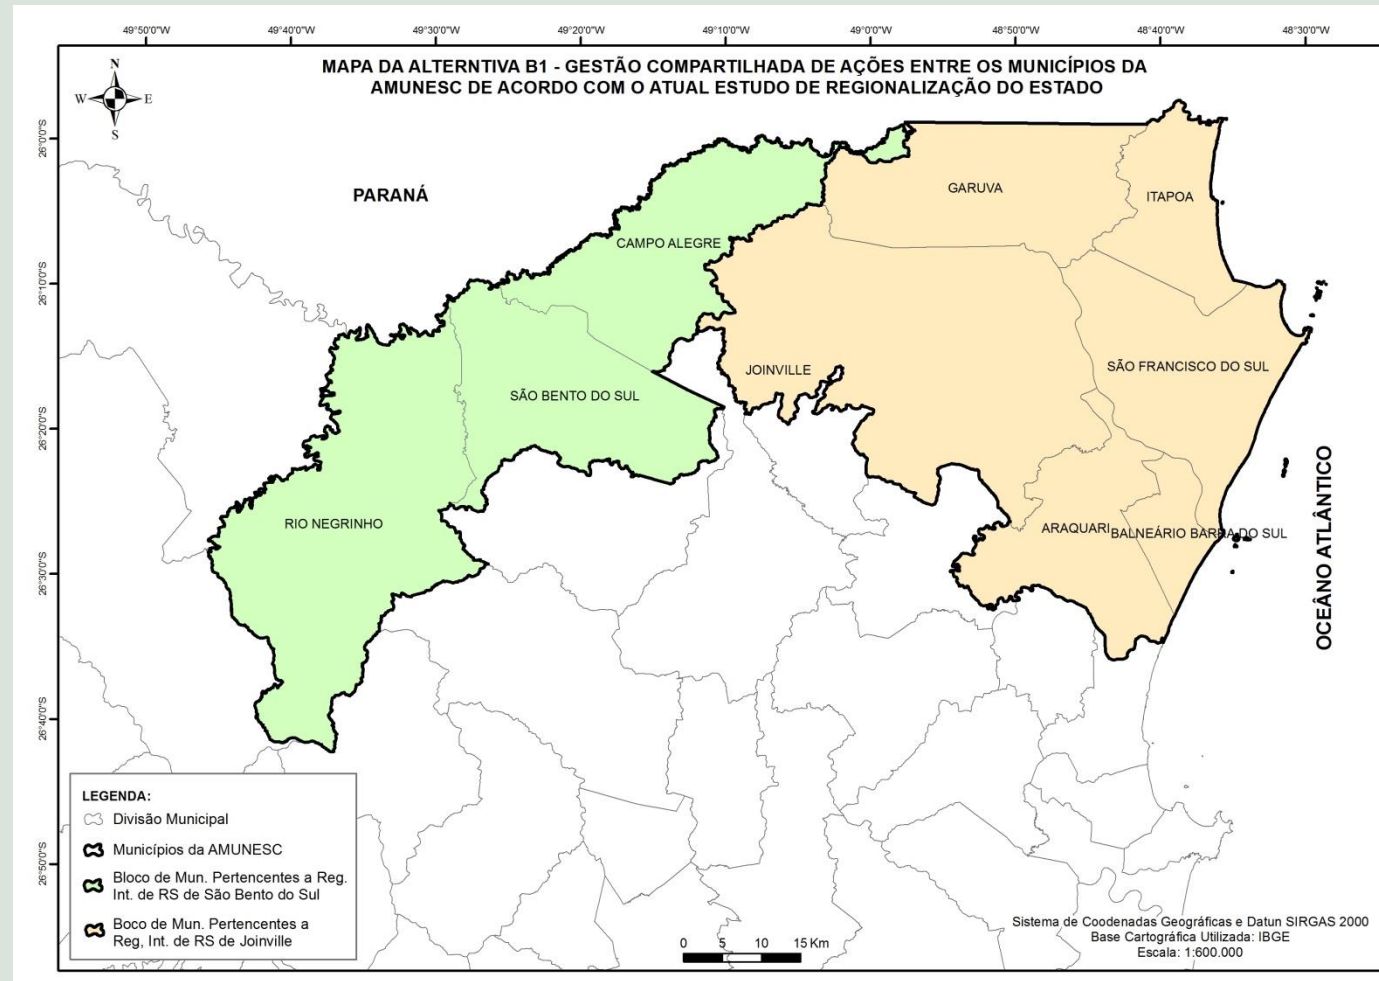 49°50'0"W 49°40'0"W 49°30'0"W 49°20'0"W 49°10'0"W 49°0'0"W 48°50'0"W 48°40'0"W 48°30'0"W
MAPA DA ALTERNTIVA B1 - GESTÃO COMPARTILHADA DE AÇÕES ENTRE OS MUNICÍPIOS DA
AMUNESC DE ACORDO COM O ATUAL ESTUDO DE REGIONALIZAÇÃO DO ESTADO
N
W E
S
26°0'0"S
PARANÁ
GARUVA
ITAPOA
CAMPO ALEGRE
26°10'0"S
JOINVILLE
SÃO FRANCISCO DO SUL
SÃO BENTO DO SUL
26°20'0"S
RIO NEGRINHO
ARAQUARI
BALNEÁRIO BARRA DO SUL
OCEÂNO ATLÂNTICO
26°30'0"S
26°40'0"S
26°50'0"S
LEGENDA:
Divisão Municipal
Municípios da AMUNESC
Bloco de Mun. Pertencentes a Reg.
Int. de RS de São Bento do Sul
Boco de Mun. Pertencentes a
Reg, Int. de RS de Joinville
0 5 10 15 Km
Sistema de Coodenadas Geográficas e Datun SIRGAS 2000
Base Cartográfica Utilizada: IBGE
Escala: 1:600.000